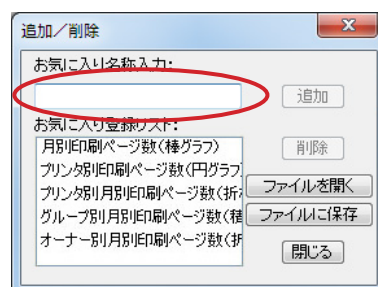 追加／削除
お気に入り名称入力:
追加
お気に入り登録リスト:
月別印刷ページ数(棒グラフ)
プリンタ別印刷ページ数(円グラフ
プリンタ別月別印刷ページ数(折
グループ別月別印刷ページ数(積
オーナー別月別印刷ページ数(折
削除
ファイルを開く
ファイルに保存
閉じる